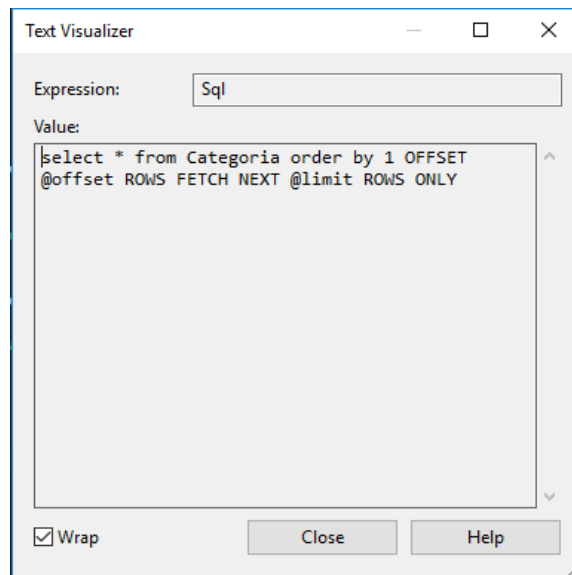 Text Visualizer
Expression:
Sql
Value:
select * from Categoria order by 1 OFFSET
@offset ROWS FETCH NEXT @limit ROWS ONLY
Wrap
Close
Help